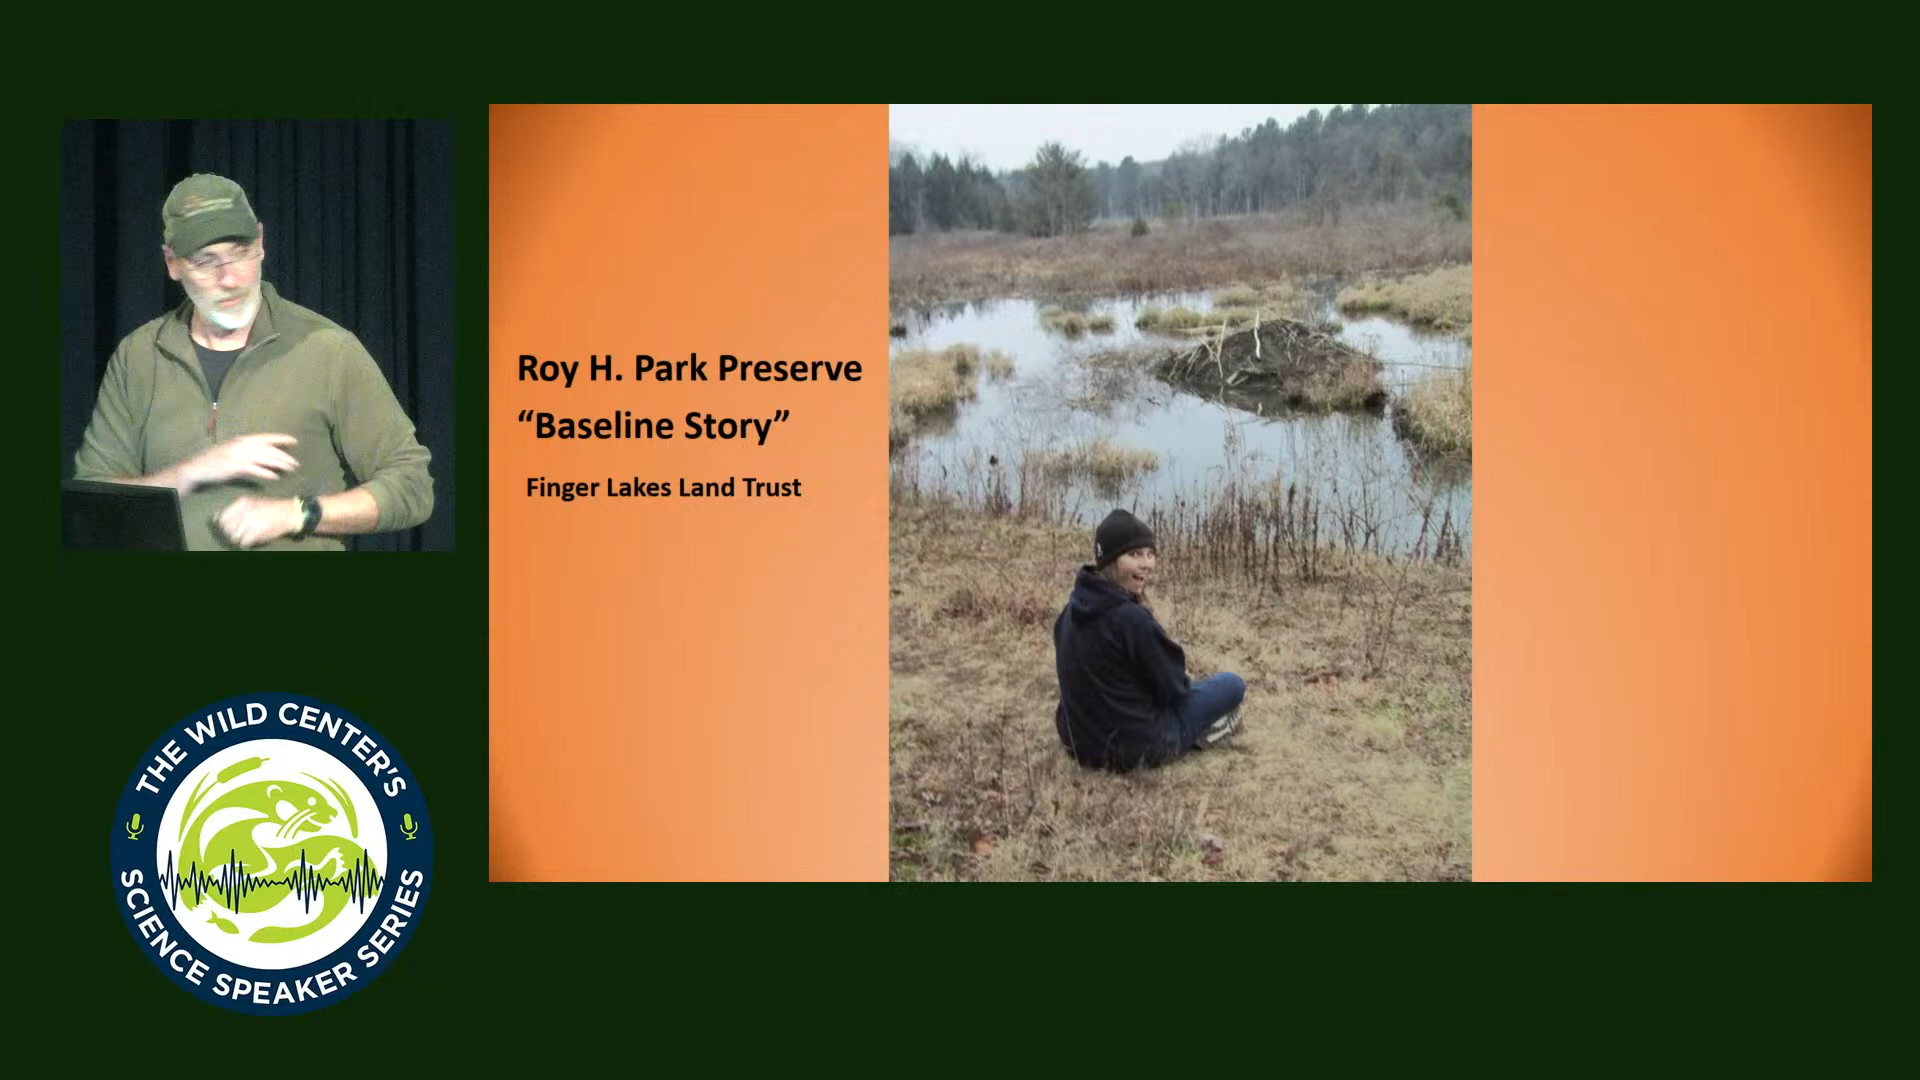 Roy H. Park Preserve
“Baseline Story”
Finger Lakes Land Trust
THE WILD CENTER'S
SCIENCE SPEAKER SERIES